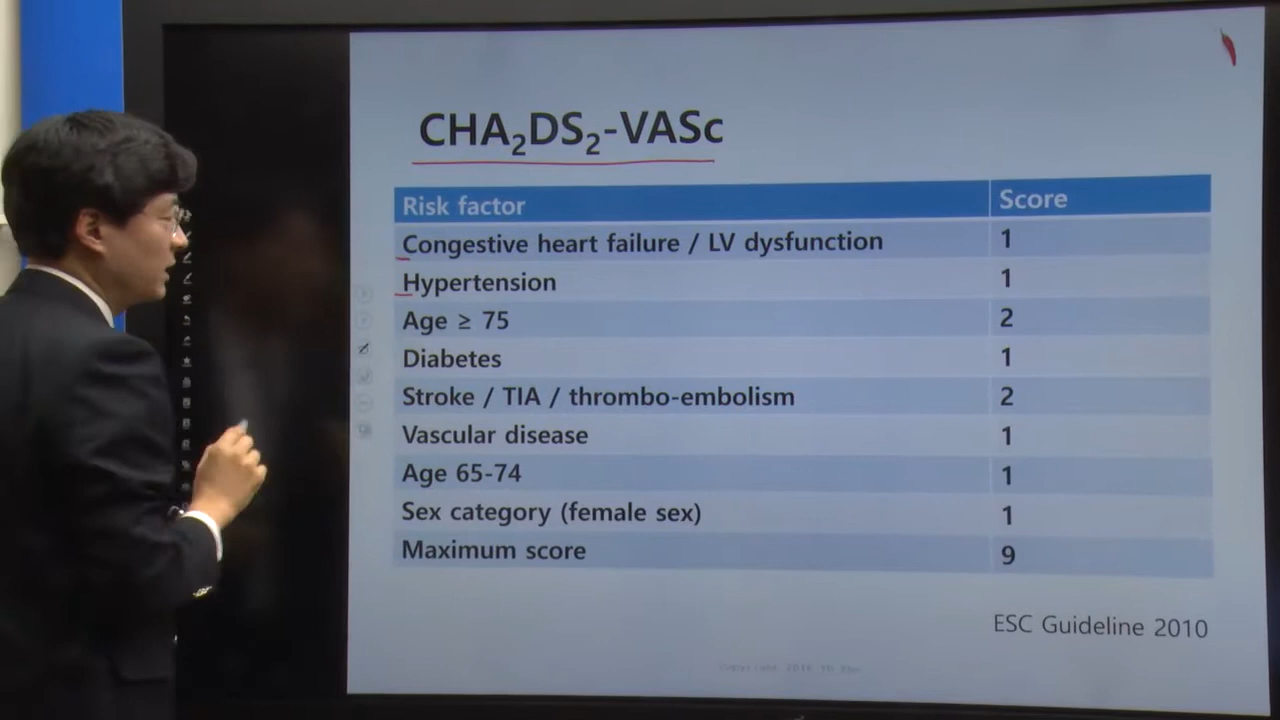 CHA₂DS₂-VASc
Risk factor Score
Congestive heart failure / LV dysfunction 1
Hypertension 1
Age ≥ 75 2
Diabetes 1
Stroke / TIA / thrombo-embolism 2
Vascular disease 1
Age 65-74 1
Sex category (female sex) 1
Maximum score 9
ESC Guideline 2010